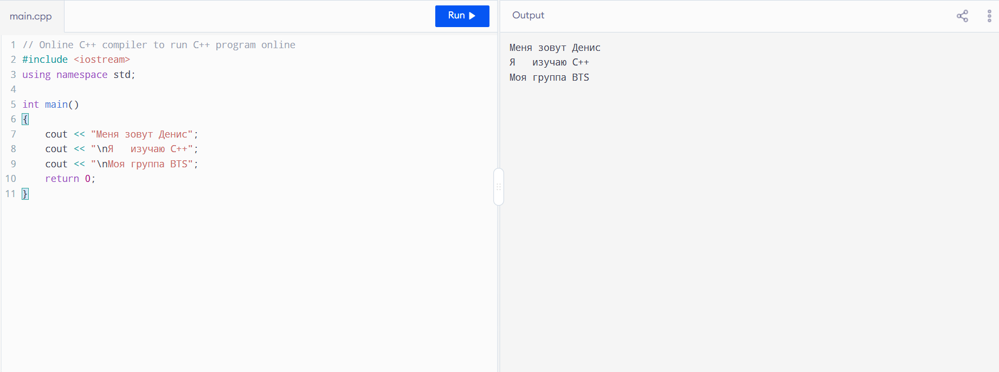 main.cpp
Run
Output
1 // Online C++ compiler to run C++ program online
2 #include <iostream>
3 using namespace std;
4
5 int main()
6 {
7     cout << "Меня зовут Денис";
8     cout << "\nЯ   изучаю C++";
9     cout << "\nМоя группа BTS";
10     return 0;
11 }
Меня зовут Денис
Я   изучаю C++
Моя группа BTS